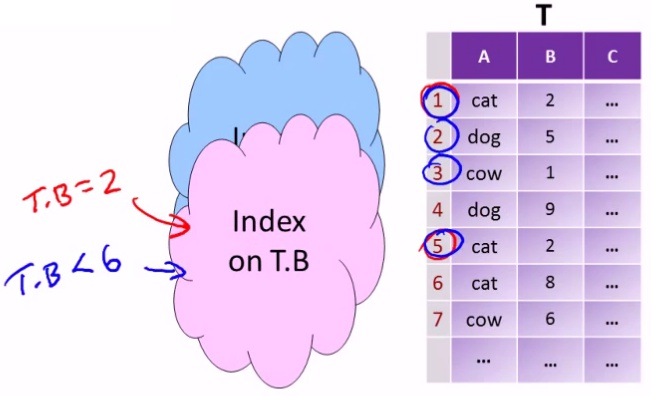 T
A B C
1 cat 2 ...
2 dog 5 ...
3 cow 1 ...
T.B=2
4 dog 9 ...
Index
on T.B
5 cat 2 ...
T.B<6
6 cat 8 ...
7 cow 6 ...
... ... ...